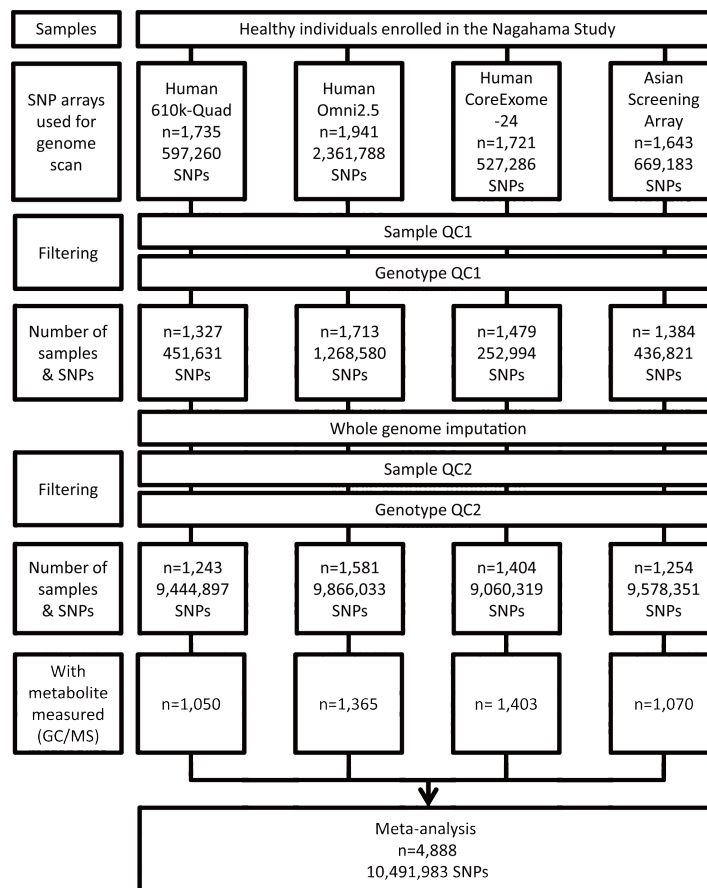 Samples
Healthy individuals enrolled in the Nagahama Study
SNP arrays
used for
genome
scan
Human
610k-Quad
n=1,735
597,260
SNPs
Human
Omni2.5
n=1,941
2,361,788
SNPs
Human
CoreExome
-24
n=1,721
527,286
SNPs
Asian
Screening
Array
n=1,643
669,183
SNPs
Filtering
Sample QC1
Genotype QC1
Number of
samples
& SNPs
n=1,327
451,631
SNPs
n=1,713
1,268,580
SNPs
n=1,479
252,994
SNPs
n= 1,384
436,821
SNPs
Whole genome imputation
Filtering
Sample QC2
Genotype QC2
Number of
samples
& SNPs
n=1,243
9,444,897
SNPs
n=1,581
9,866,033
SNPs
n=1,404
9,060,319
SNPs
n=1,254
9,578,351
SNPs
With
metabolite
measured
(GC/MS)
n=1,050
n=1,365
n= 1,403
n=1,070
Meta-analysis
n=4,888
10,491,983 SNPs